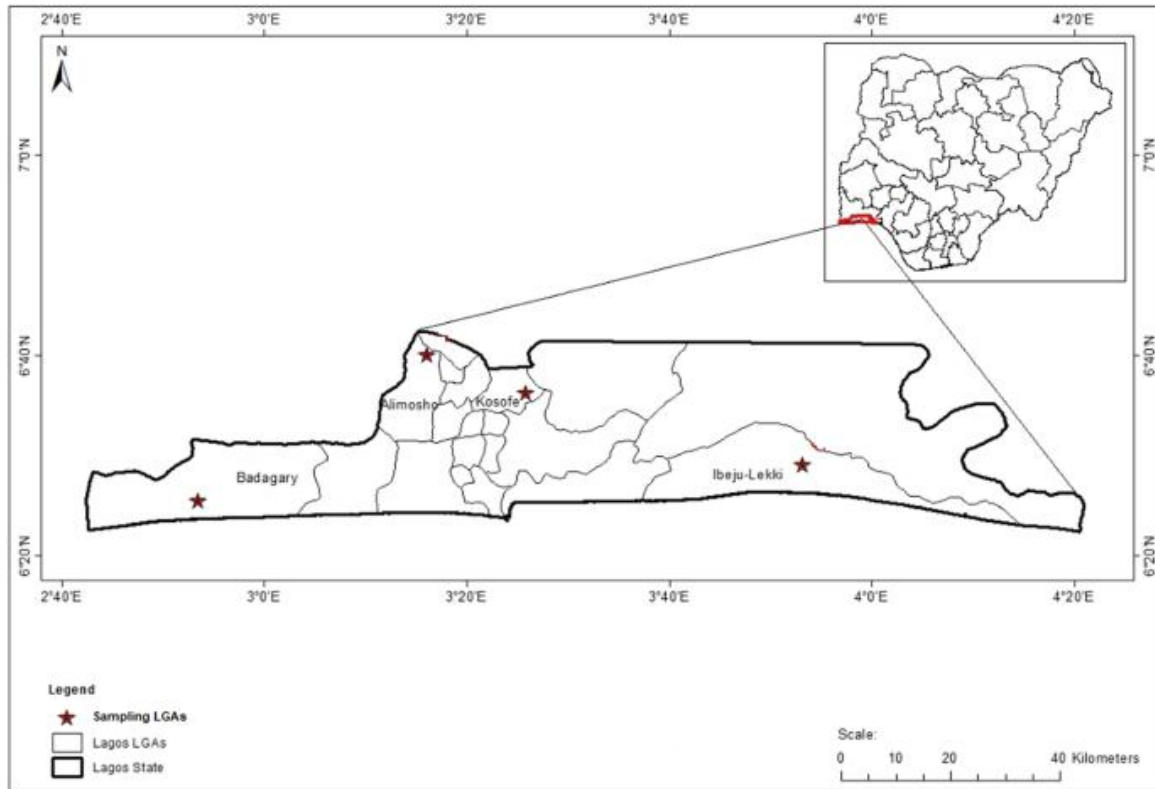 2°40'E 3°0'E 3°20'E 3°40'E 4°0'E 4°20'E
N
7°0'N 7°0'N
6°40'N 6°40'N
Alimosho Kosofe
Badagary Ibeju-Lekki
6°20'N 6°20'N
2°40'E 3°0'E 3°20'E 3°40'E 4°0'E 4°20'E
Legend
Sampling LGAs
Lagos LGAs
Lagos State
Scale:
0 10 20 40 Kilometers